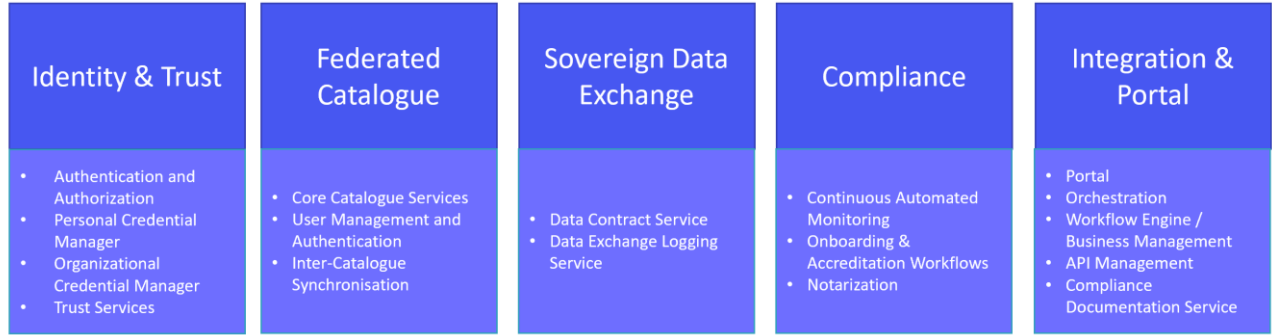 Identity & Trust
• Authentication and
Authorization
• Personal Credential
Manager
• Organizational
Credential Manager
• Trust Services
Federated
Catalogue
• Core Catalogue Services
• User Management and
Authentication
• Inter-Catalogue
Synchronisation
Sovereign Data
Exchange
• Data Contract Service
• Data Exchange Logging
Service
Compliance
• Continuous Automated
Monitoring
• Onboarding &
Accreditation Workflows
• Notarization
Integration &
Portal
• Portal
• Orchestration
• Workflow Engine /
Business Management
• API Management
• Compliance
Documentation Service